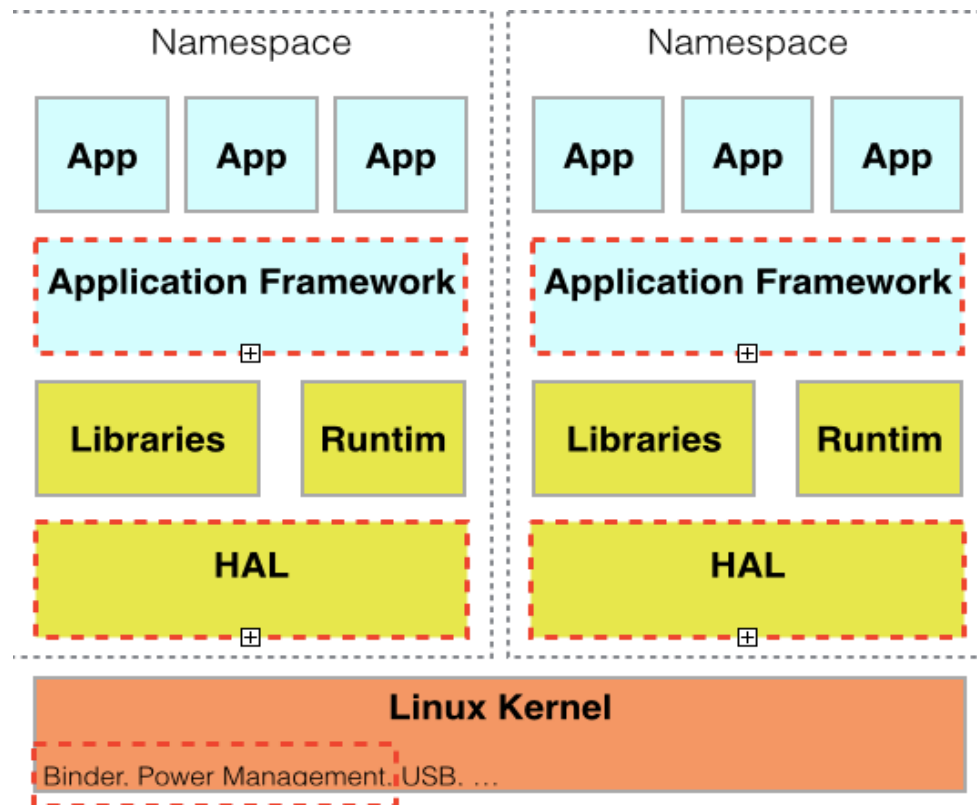 Namespace Namespace
App App App App App App
Application Framework Application Framework
Libraries Runtim Libraries Runtim
HAL HAL
Linux Kernel
Binder. Power Management. USB. ...